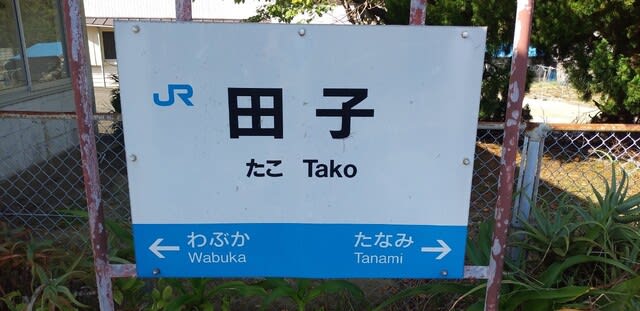 JR 田子
たこ Tako
← わぶか たなみ →
Wabuka Tanami